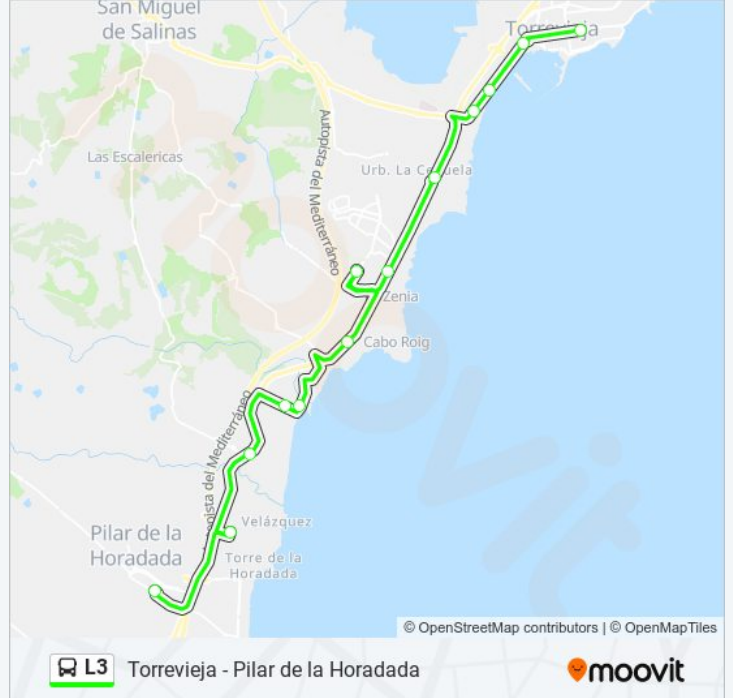 San Miguel
de Salinas
Torrevieja
Autopista del Mediterráneo
Las Escalericas
Urb. La Ceñuela
Zenia
Cabo Roig
Autopista del Mediterráneo
Velázquez
Pilar de la
Horadada
Torre de la
Horadada
© OpenStreetMap contributors | © OpenMapTiles
L3 Torrevieja - Pilar de la Horadada
moovit